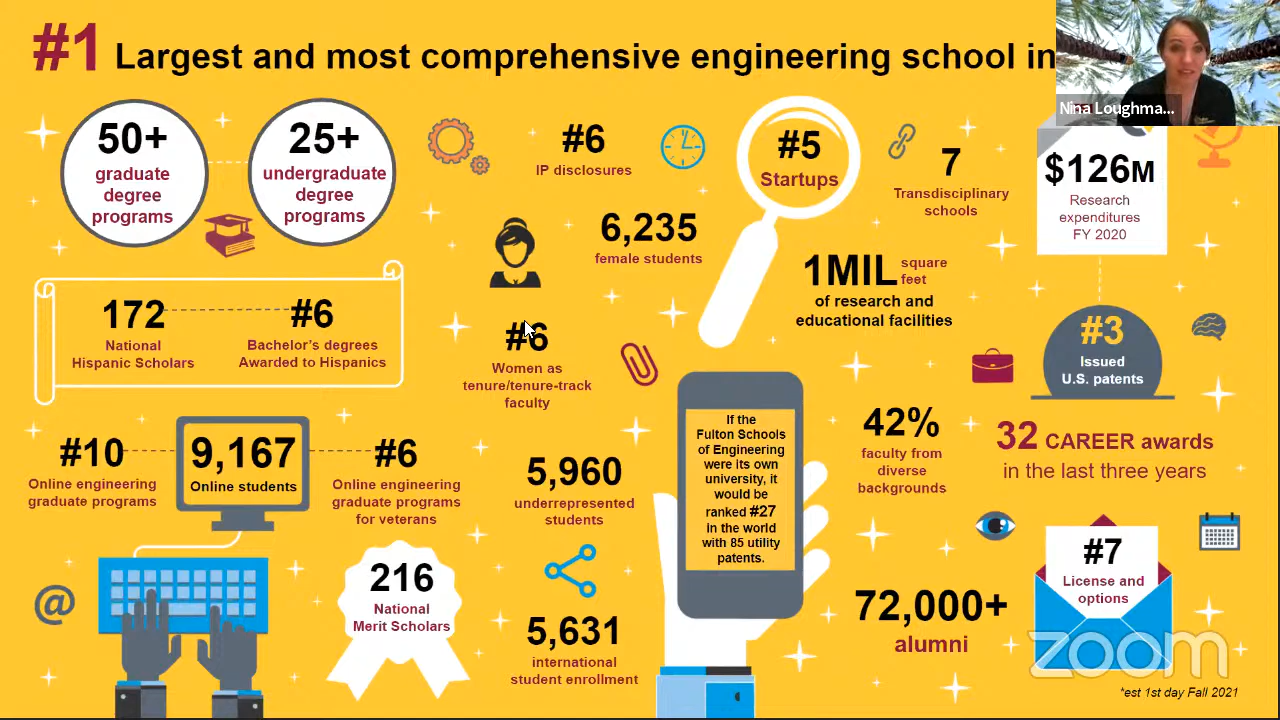 #1 Largest and most comprehensive engineering school in
Nina Loughma...
50+
graduate
degree
programs
25+
undergraduate
degree
programs
#6
IP disclosures
#5
Startups
7
Transdisciplinary
schools
$126M
Research
expenditures
FY 2020
6,235
female students
1MIL square
feet
of research and
educational facilities
172
National
Hispanic Scholars
#6
Bachelor's degrees
Awarded to Hispanics
#6
Women as
tenure/tenure-track
faculty
#3
Issued
U.S. patents
If the
Fulton Schools
of Engineering
were its own
university, it
would be
ranked #27
in the world
with 85 utility
patents.
42%
faculty from
diverse
backgrounds
32 CAREER awards
in the last three years
#10
Online engineering
graduate programs
9,167
Online students
#6
Online engineering
graduate programs
for veterans
5,960
underrepresented
students
@
216
National
Merit Scholars
5,631
international
student enrollment
72,000+
alumni
#7
License and
options
zoom
*est 1st day Fall 2021